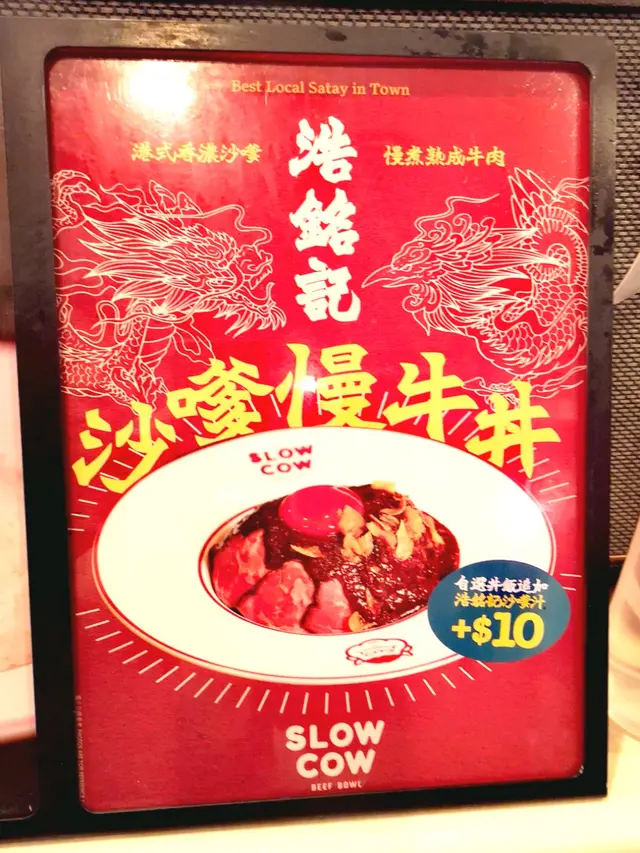 Best Local Satay in Town
港式香濃沙嗲
慢煮熟成牛肉
浩銘記
沙嗲慢牛丼
SLOW
COW
自選丼飯追加
浩銘記沙嗲汁
+$10
SLOW
COW
BEEF BOWL